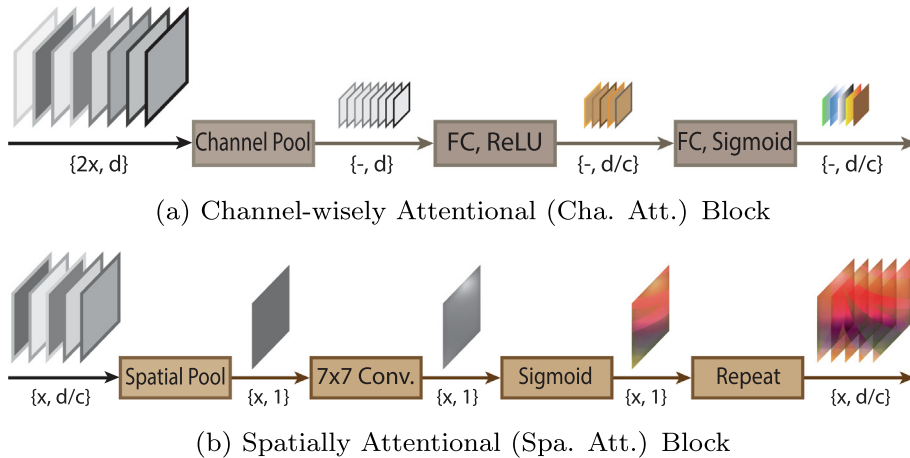 Channel Pool
FC, ReLU
FC, Sigmoid
{2x, d}
{-, d}
{-, d/c}
{-, d/c}
(a) Channel-wisely Attentional (Cha. Att.) Block
Spatial Pool
7x7 Conv.
Sigmoid
Repeat
{x, d/c}
{x, 1}
{x, 1}
{x, 1}
{x, d/c}
(b) Spatially Attentional (Spa. Att.) Block